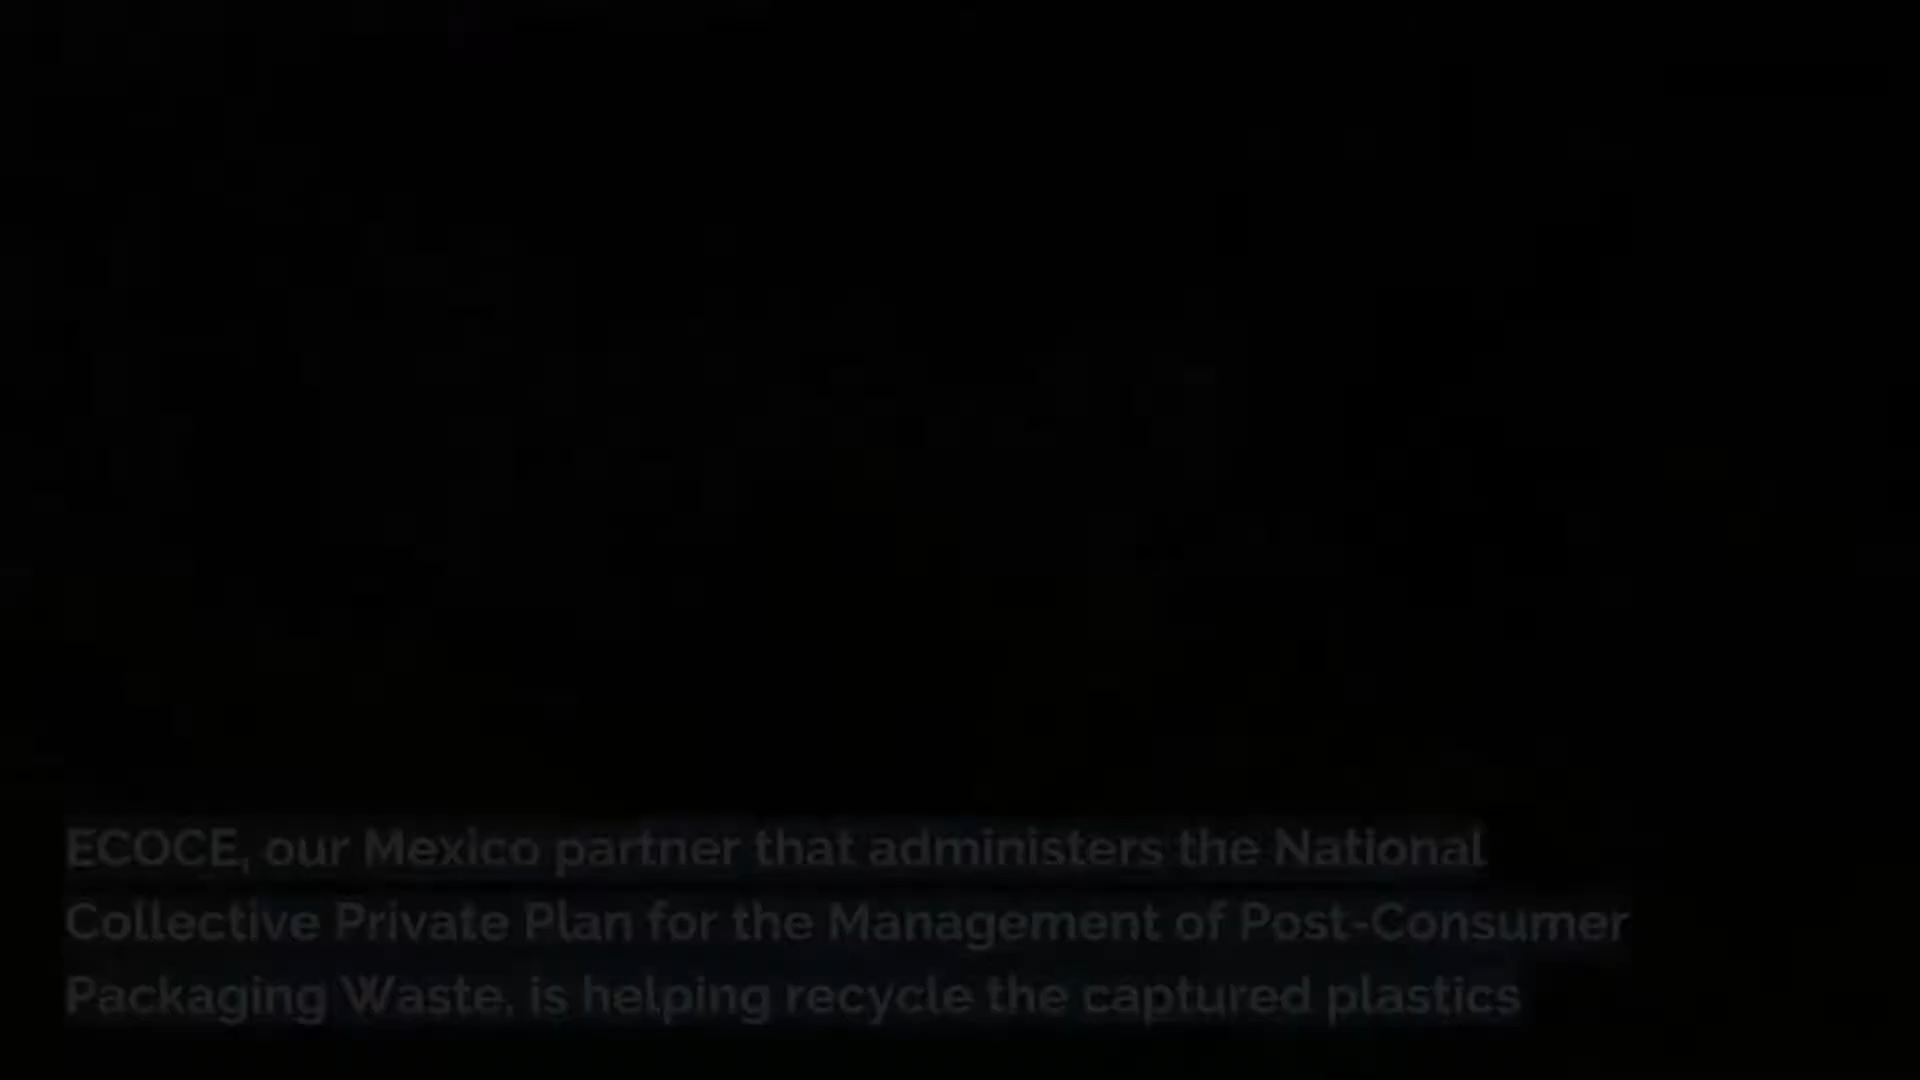 ECOCE, our Mexico partner that administers the National
Collective Private Plan for the Management of Post-Consumer
Packaging Waste, is helping recycle the captured plastics